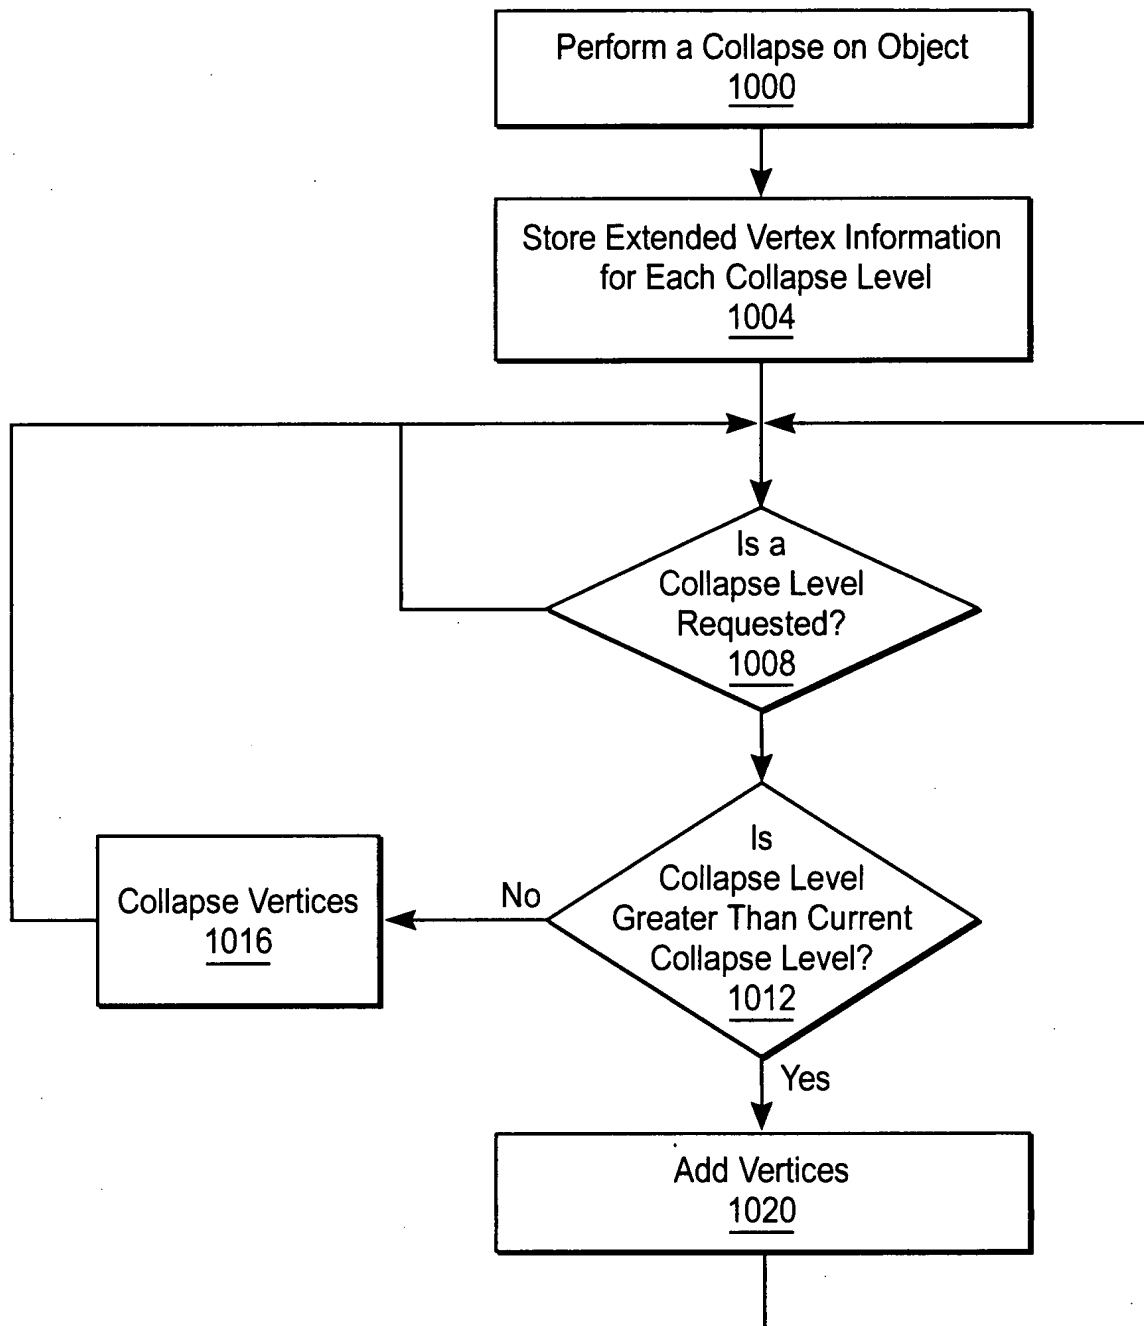 Perform a Collapse on Object
1000
Store Extended Vertex Information
for Each Collapse Level
1004
Is a
Collapse Level
Requested?
1008
Is
Collapse Level
Greater Than Current
Collapse Level?
1012
No
Collapse Vertices
1016
Yes
Add Vertices
1020